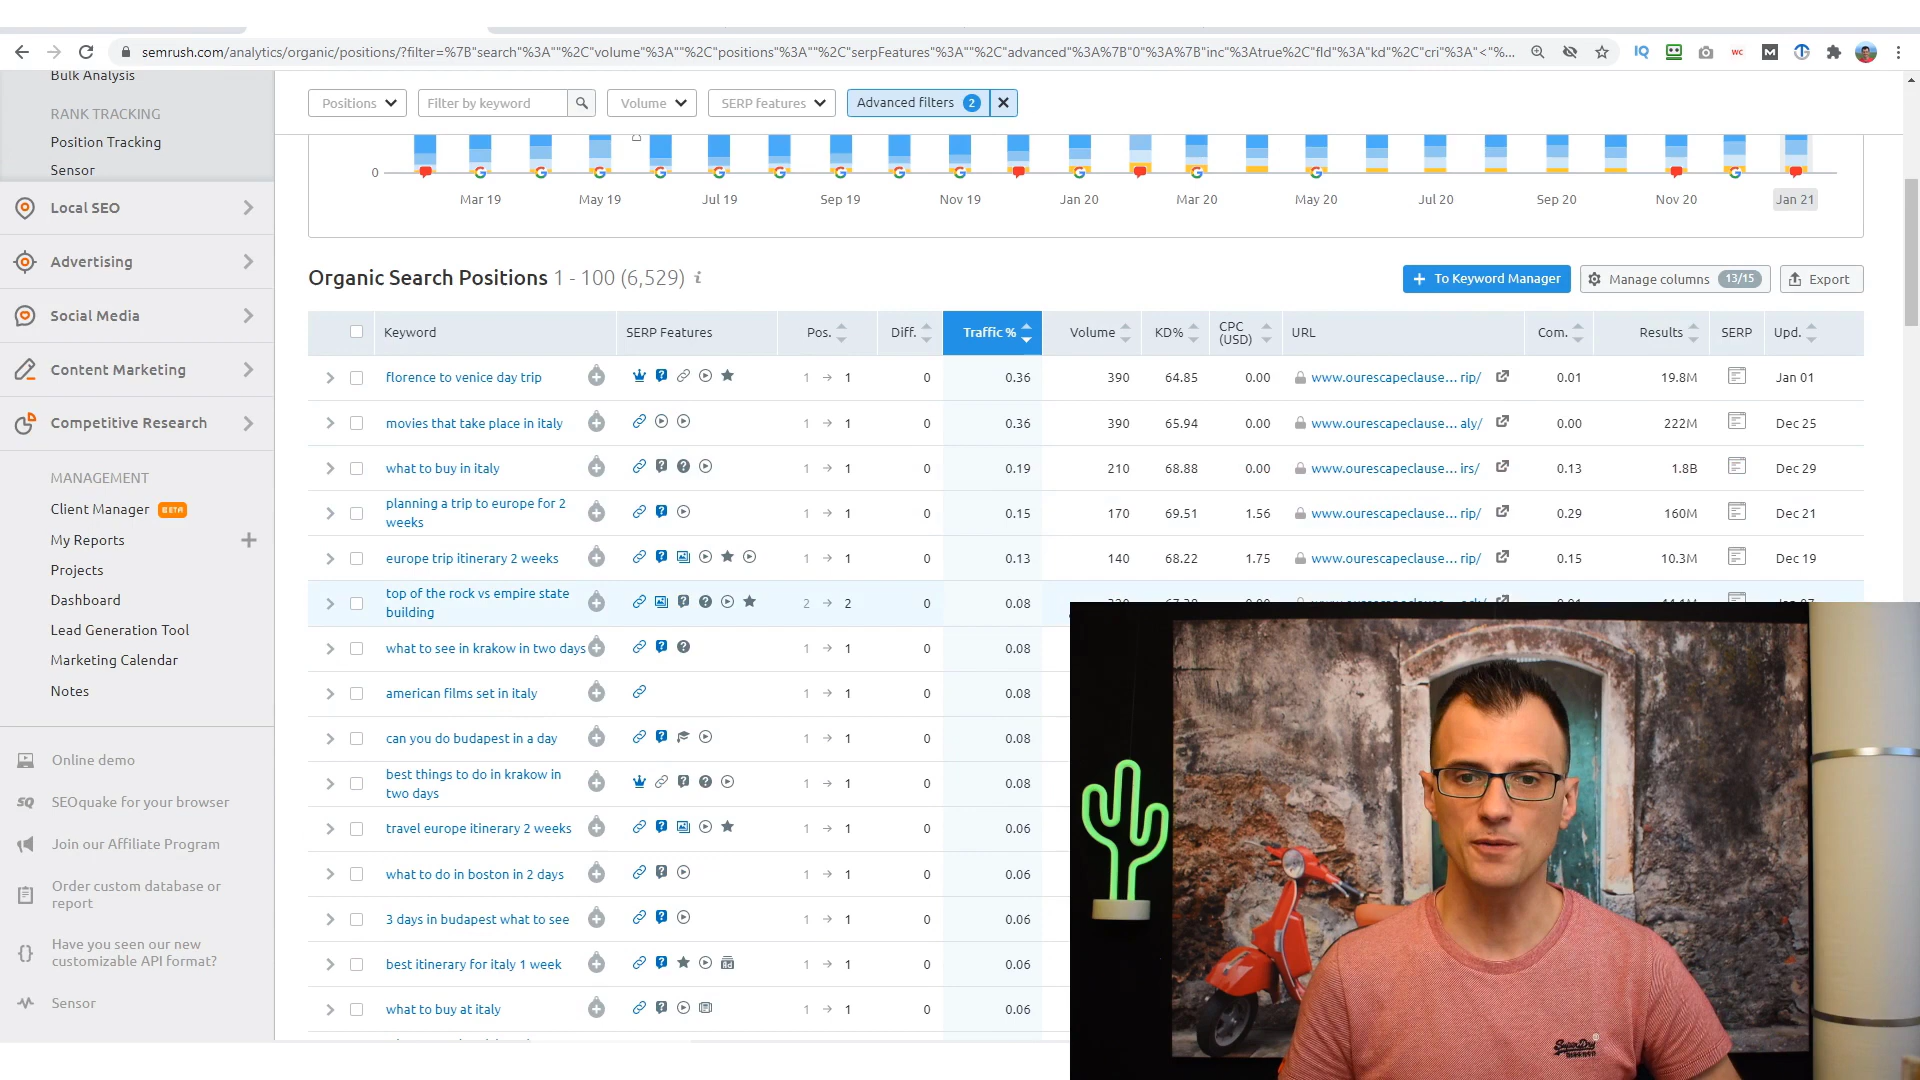 semrush.com/analytics/organic/positions/?filter=%7B"search"%3A""%2C"volume"%3A""%2C"positions"%3A""%2C"serpFeatures"%3A""%2C"advanced"%3A%7B"0"%3A%7B"inc"%3Atrue%2C"fld"%3A"kd"%2C"cri"%3A"<"%...
Bulk Analysis
RANK TRACKING
Position Tracking
Sensor
Local SEO
Advertising
Social Media
Content Marketing
Competitive Research
MANAGEMENT
Client Manager BETA
My Reports
Projects
Dashboard
Lead Generation Tool
Marketing Calendar
Notes
Online demo
SQ SEOquake for your browser
Join our Affiliate Program
Order custom database or
report
Have you seen our new
customizable API format?
Sensor
Positions Filter by keyword Volume SERP features Advanced filters 2
0
Mar 19 May 19 Jul 19 Sep 19 Nov 19 Jan 20 Mar 20 May 20 Jul 20 Sep 20 Nov 20 Jan 21
Organic Search Positions 1 - 100 (6,529) i
+ To Keyword Manager Manage columns 13/15 Export
Keyword SERP Features Pos. Diff. Traffic % Volume KD% CPC (USD) URL Com. Results SERP Upd.
florence to venice day trip 1 → 1 0 0.36 390 64.85 0.00 www.ourescapeclause... rip/ 0.01 19.8M Jan 01
movies that take place in italy 1 → 1 0 0.36 390 65.94 0.00 www.ourescapeclause... aly/ 0.00 222M Dec 25
what to buy in italy 1 → 1 0 0.19 210 68.88 0.00 www.ourescapeclause... irs/ 0.13 1.8B Dec 29
planning a trip to europe for 2
weeks 1 → 1 0 0.15 170 69.51 1.56 www.ourescapeclause... rip/ 0.29 160M Dec 21
europe trip itinerary 2 weeks 1 → 1 0 0.13 140 68.22 1.75 www.ourescapeclause... rip/ 0.15 10.3M Dec 19
top of the rock vs empire state
building 2 → 2 0 0.08
what to see in krakow in two days 1 → 1 0 0.08
american films set in italy 1 → 1 0 0.08
can you do budapest in a day 1 → 1 0 0.08
best things to do in krakow in
two days 1 → 1 0 0.08
travel europe itinerary 2 weeks 1 → 1 0 0.06
what to do in boston in 2 days 1 → 1 0 0.06
3 days in budapest what to see 1 → 1 0 0.06
best itinerary for italy 1 week 1 → 1 0 0.06
what to buy at italy 1 → 1 0 0.06
SuperDry